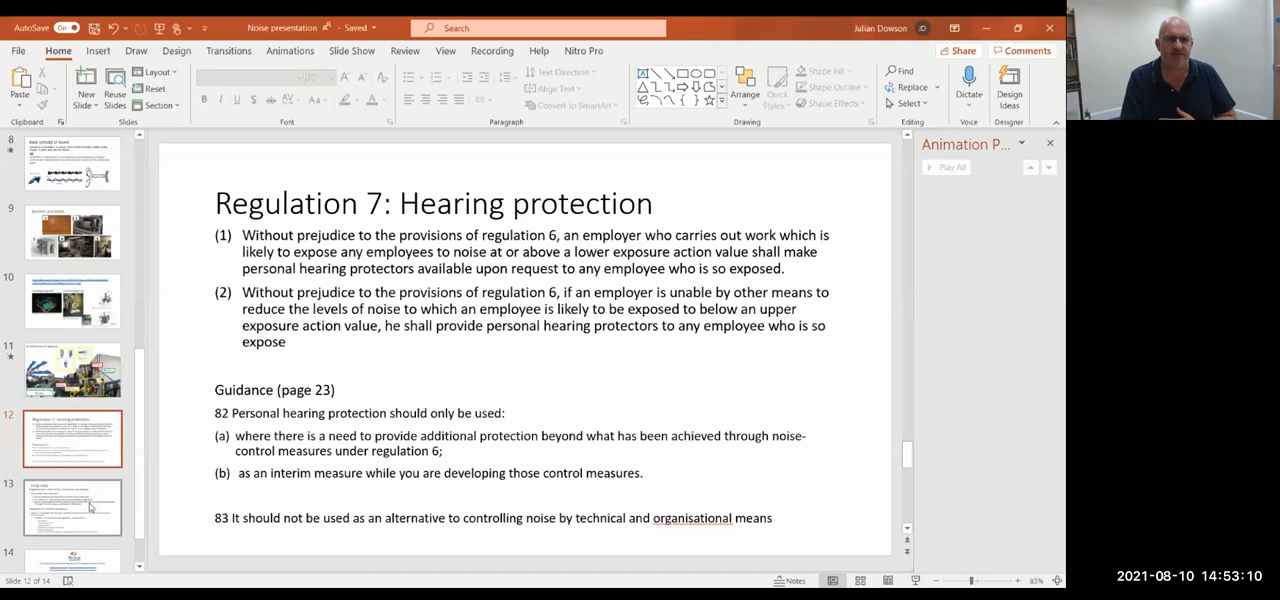 AutoSave On Noise presentation Saved Search Julian Dowson JD
File Home Insert Draw Design Transitions Animations Slide Show Review View Recording Help Nitro Pro Share Comments
Paste New Slide Reuse Slides Layout Reset Section Text Direction Align Text Convert to SmartArt Arrange Quick Styles Shape Fill Shape Outline Shape Effects Find Replace Select Dictate Design Ideas
Clipboard Slides Font Paragraph Drawing Editing Voice Designer
8
9
10
11
12
13
14
Regulation 7: Hearing protection
(1) Without prejudice to the provisions of regulation 6, an employer who carries out work which is
likely to expose any employees to noise at or above a lower exposure action value shall make
personal hearing protectors available upon request to any employee who is so exposed.
(2) Without prejudice to the provisions of regulation 6, if an employer is unable by other means to
reduce the levels of noise to which an employee is likely to be exposed to below an upper
exposure action value, he shall provide personal hearing protectors to any employee who is so
expose
Guidance (page 23)
82 Personal hearing protection should only be used:
(a) where there is a need to provide additional protection beyond what has been achieved through noise-
control measures under regulation 6;
(b) as an interim measure while you are developing those control measures.
83 It should not be used as an alternative to controlling noise by technical and organisational means
Animation P...
Play All
Slide 12 of 14 Notes 83%
2021-08-10 14:53:10